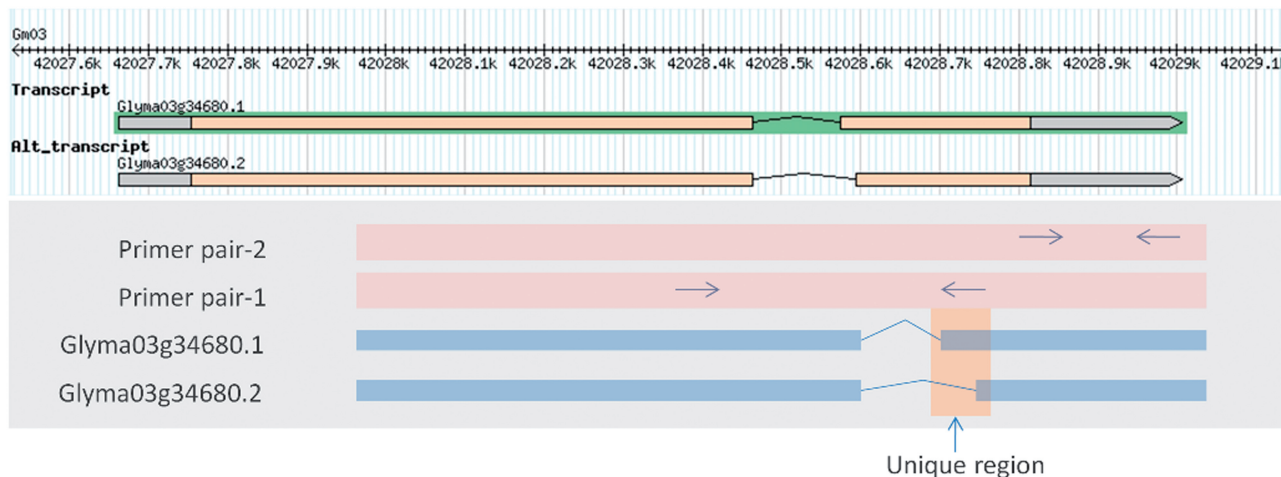 Gm03
42027.6k 42027.7k 42027.8k 42027.9k 42028k 42028.1k 42028.2k 42028.3k 42028.4k 42028.5k 42028.6k 42028.7k 42028.8k 42028.9k 42029k 42029.1
Transcript
Glyma03g34680.1
Alt_transcript
Glyma03g34680.2
Primer pair-2
Primer pair-1
Glyma03g34680.1
Glyma03g34680.2
Unique region